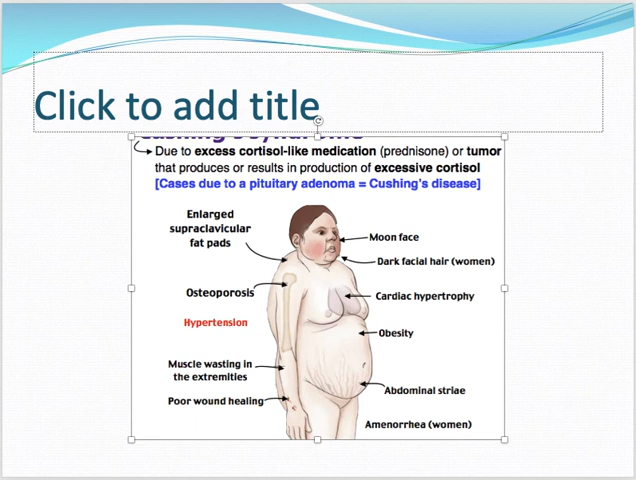 Click to add title
Cushing's Syndrome
Due to excess cortisol-like medication (prednisone) or tumor
that produces or results in production of excessive cortisol
[Cases due to a pituitary adenoma = Cushing's disease]
Enlarged
supraclavicular
fat pads
Moon face
Dark facial hair (women)
Osteoporosis
Cardiac hypertrophy
Hypertension
Obesity
Muscle wasting in
the extremities
Abdominal striae
Poor wound healing
Amenorrhea (women)